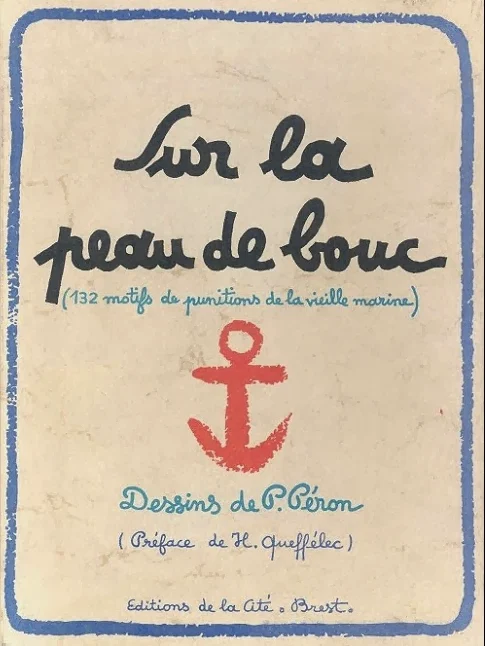 Sur la
peau de bouc
(132 motifs de punitions de la vieille marine)
Dessins de P. Péron
(Préface de H. Queffélec)
Editions de la Cité . Brest .